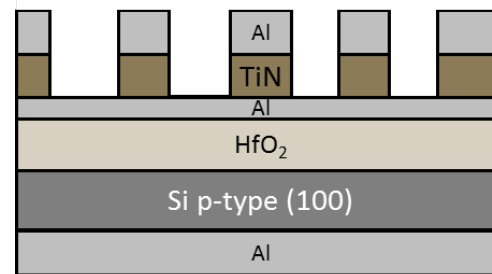 Al
TiN
Al
HfO₂
Si p-type (100)
Al